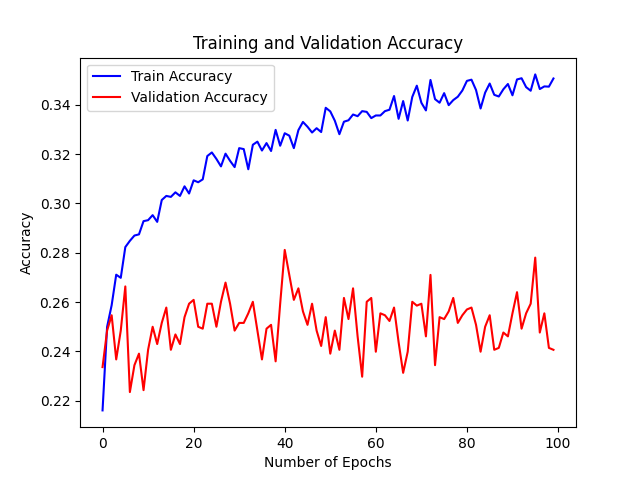 Training and Validation Accuracy
Train Accuracy
Validation Accuracy
0.34
0.32
0.30
0.28
0.26
0.24
0.22
Accuracy
0 20 40 60 80 100
Number of Epochs